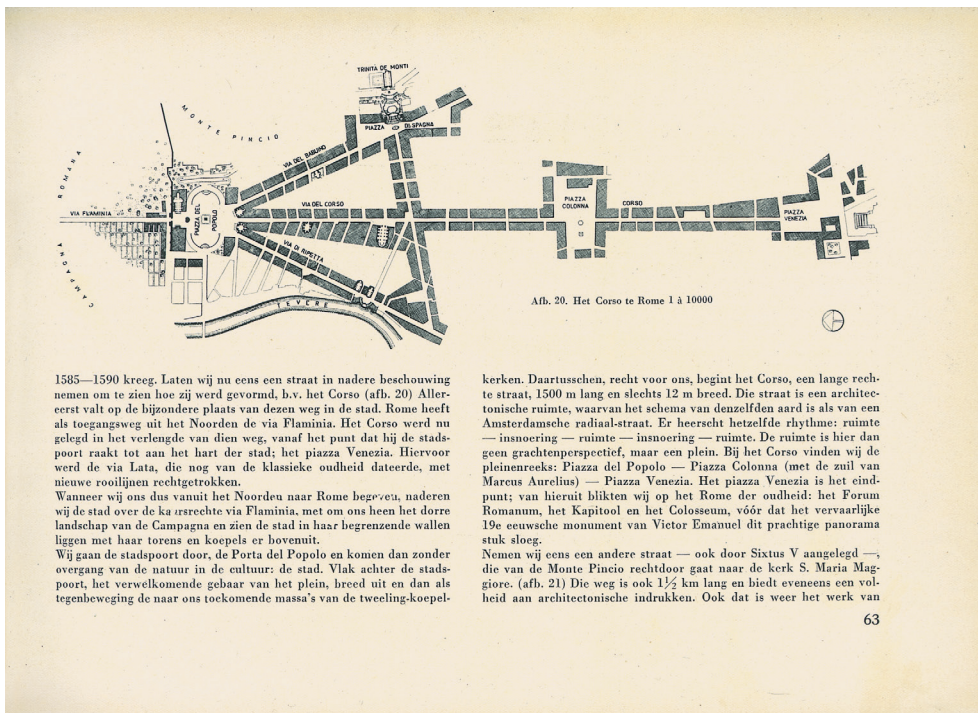 TRINITA DE MONTI
MONTE PINCIO
PIAZZA DI SPAGNA
VIA DEL BABUINO
CAMPAGNA ROMANA
VIA FLAMINIA
PIAZZA DEL
POPOLO
VIA DEL CORSO
VIA DI RIPETTA
TEVERE
PIAZZA
COLONNA
CORSO
PIAZZA
VENEZIA
Afb. 20. Het Corso te Rome 1 à 10000
1585—1590 kreeg. Laten wij nu eens een straat in nadere beschouwing
nemen om te zien hoe zij werd gevormd, b.v. het Corso (afb. 20) Aller-
eerst valt op de bijzondere plaats van dezen weg in de stad. Rome heeft
als toegangsweg uit het Noorden de via Flaminia. Het Corso werd nu
gelegd in het verlengde van dien weg, vanaf het punt dat hij de stads-
poort raakt tot aan het hart der stad; het piazza Venezia. Hiervoor
werd de via Lata, die nog van de klassieke oudheid dateerde, met
nieuwe rooilijnen rechtgetrokken.
Wanneer wij ons dus vanuit het Noorden naar Rome begeven, naderen
wij de stad over de kaarsrechte via Flaminia, met om ons heen het dorre
landschap van de Campagna en zien de stad in haar begrenzende wallen
liggen met haar torens en koepels er bovenuit.
Wij gaan de stadspoort door, de Porta del Popolo en komen dan zonder
overgang van de natuur in de cultuur: de stad. Vlak achter de stads-
poort, het verwelkomende gebaar van het plein, breed uit en dan als
tegenbeweging de naar ons toekomende massa's van de tweeling-koepel-
kerken. Daartusschen, recht voor ons, begint het Corso, een lange rech-
te straat, 1500 m lang en slechts 12 m breed. Die straat is een architec-
tonische ruimte, waarvan het schema van denzelfden aard is als van een
Amsterdamsche radiaal-straat. Er heerscht hetzelfde rhythme: ruimte
— insnoering — ruimte — insnoering — ruimte. De ruimte is hier dan
geen grachtenperspectief, maar een plein. Bij het Corso vinden wij de
pleinenreeks: Piazza del Popolo — Piazza Colonna (met de zuil van
Marcus Aurelius) — Piazza Venezia. Het piazza Venezia is het eind-
punt; van hieruit blikten wij op het Rome der oudheid: het Forum
Romanum, het Kapitool en het Colosseum, vóór dat het vervaarlijke
19e eeuwsche monument van Victor Emanuel dit prachtige panorama
stuk sloeg.
Nemen wij eens een andere straat — ook door Sixtus V aangelegd —,
die van de Monte Pincio rechtdoor gaat naar de kerk S. Maria Mag-
giore. (afb. 21) Die weg is ook 1½ km lang en biedt eveneens een vol-
heid aan architectonische indrukken. Ook dat is weer het werk van
63